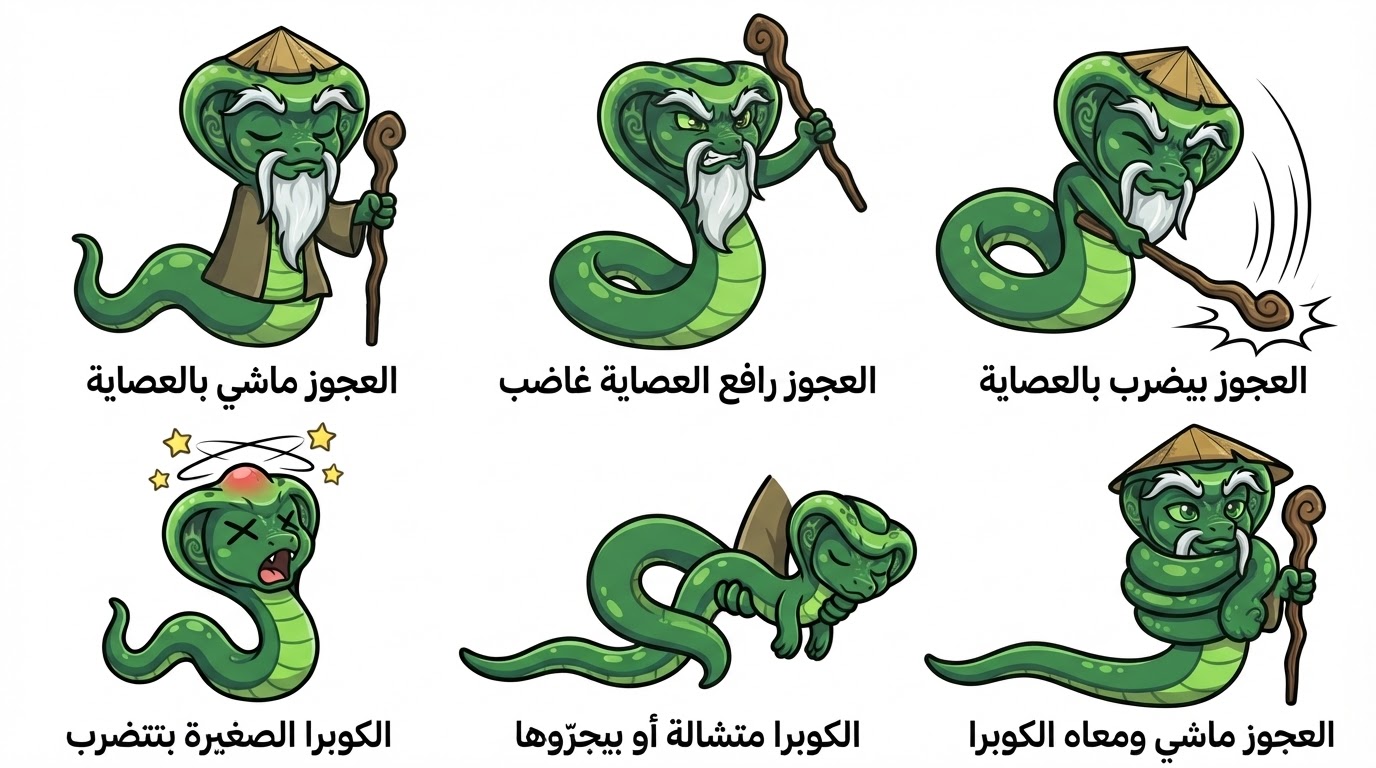 العجوز ماشي بالعصاية
العجوز رافع العصاية غاضب
العجوز بيضرب بالعصاية
الكوبرا الصغيرة بتتضرب
الكوبرا متشالة أو بيجرّوها
العجوز ماشي ومعاه الكوبرا